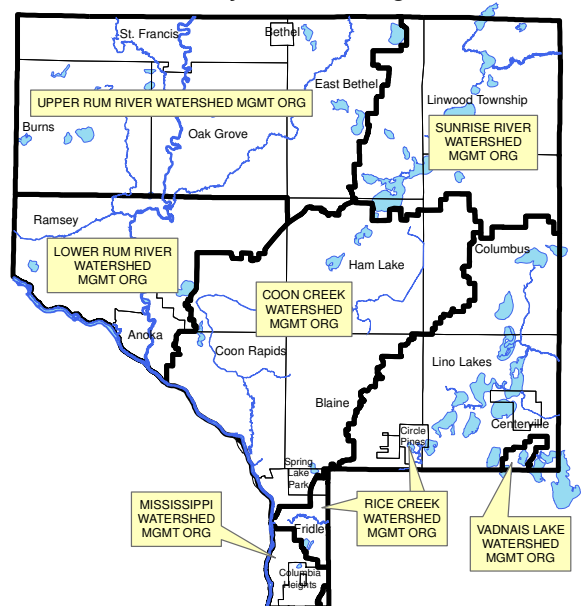 St. Francis
Bethel
East Bethel
Linwood Township
UPPER RUM RIVER WATERSHED MGMT ORG
Burns
Oak Grove
SUNRISE RIVER
WATERSHED
MGMT ORG
Ramsey
LOWER RUM RIVER
WATERSHED
MGMT ORG
Columbus
Ham Lake
COON CREEK
WATERSHED
MGMT ORG
Anoka
Coon Rapids
Lino Lakes
Blaine
Centerville
Circle
Pines
Spring
Lake
Park
MISSISSIPPI
WATERSHED
MGMT ORG
RICE CREEK
WATERSHED
MGMT ORG
VADNAIS LAKE
WATERSHED
MGMT ORG
Fridle
Columbia
Heights